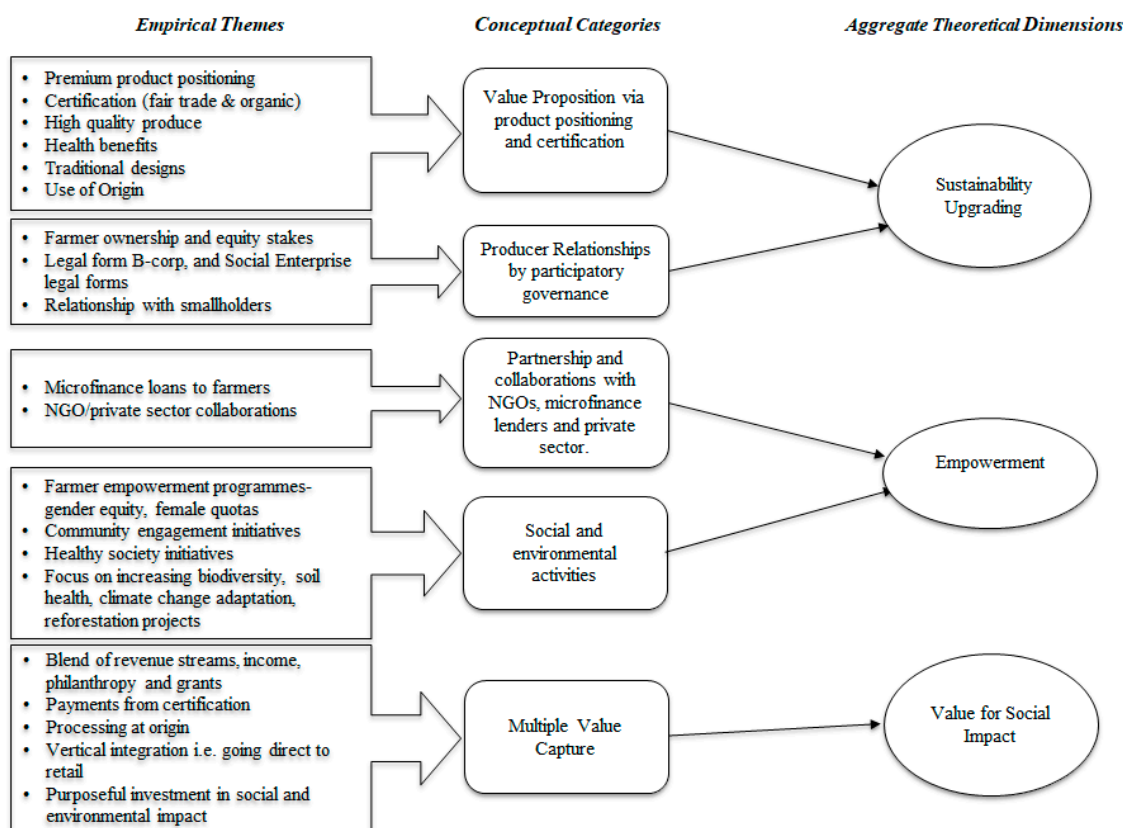 Empirical Themes
Conceptual Categories
Aggregate Theoretical Dimensions
• Premium product positioning
• Certification (fair trade & organic)
• High quality produce
• Health benefits
• Traditional designs
• Use of Origin
Value Proposition via
product positioning
and certification
Sustainability
Upgrading
• Farmer ownership and equity stakes
• Legal form B-corp, and Social Enterprise
legal forms
• Relationship with smallholders
Producer Relationships
by participatory
governance
• Microfinance loans to farmers
• NGO/private sector collaborations
Partnership and
collaborations with
NGOs, microfinance
lenders and private
sector.
Empowerment
• Farmer empowerment programmes-
gender equity, female quotas
• Community engagement initiatives
• Healthy society initiatives
• Focus on increasing biodiversity, soil
health, climate change adaptation,
reforestation projects
Social and
environmental
activities
• Blend of revenue streams, income,
philanthropy and grants
• Payments from certification
• Processing at origin
• Vertical integration i.e. going direct to
retail
• Purposeful investment in social and
environmental impact
Multiple Value
Capture
Value for Social
Impact